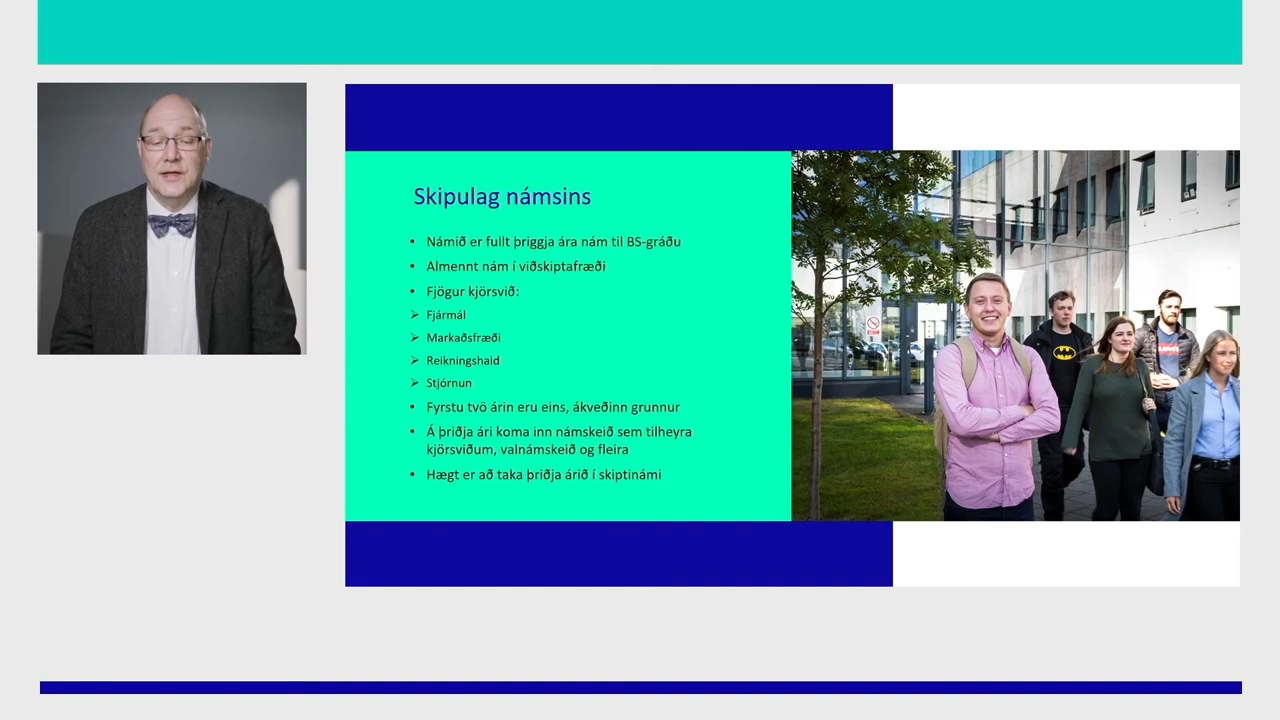 Skipulag námsins
• Námið er fullt þriggja ára nám til BS-gráðu
• Almennt nám í viðskiptafræði
• Fjögur kjörsvið:
➢ Fjármál
➢ Markaðsfræði
➢ Reikningshald
➢ Stjórnun
• Fyrstu tvö árin eru eins, ákveðinn grunnur
• Á þriðja ári koma inn námskeið sem tilheyra
kjörsviðum, valnámskeið og fleira
• Hægt er að taka þriðja árið í skiptinámi